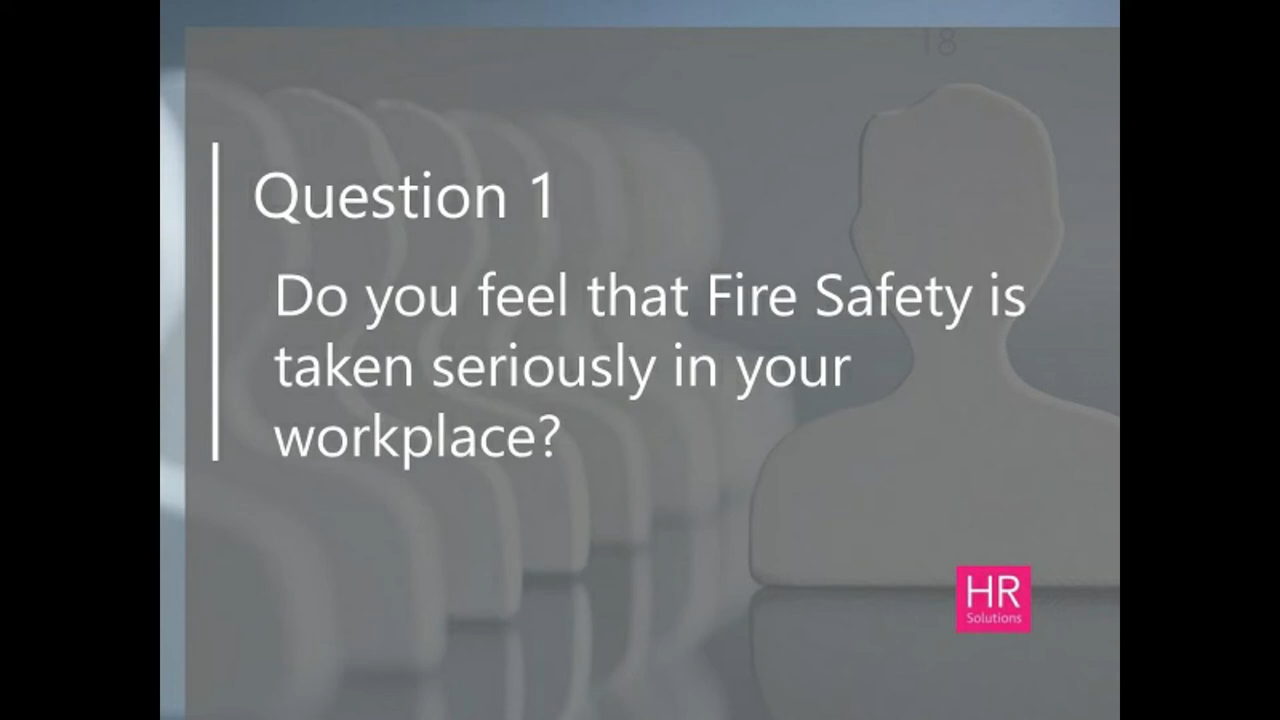 18
Question 1
Do you feel that Fire Safety is
taken seriously in your
workplace?
HR
Solutions